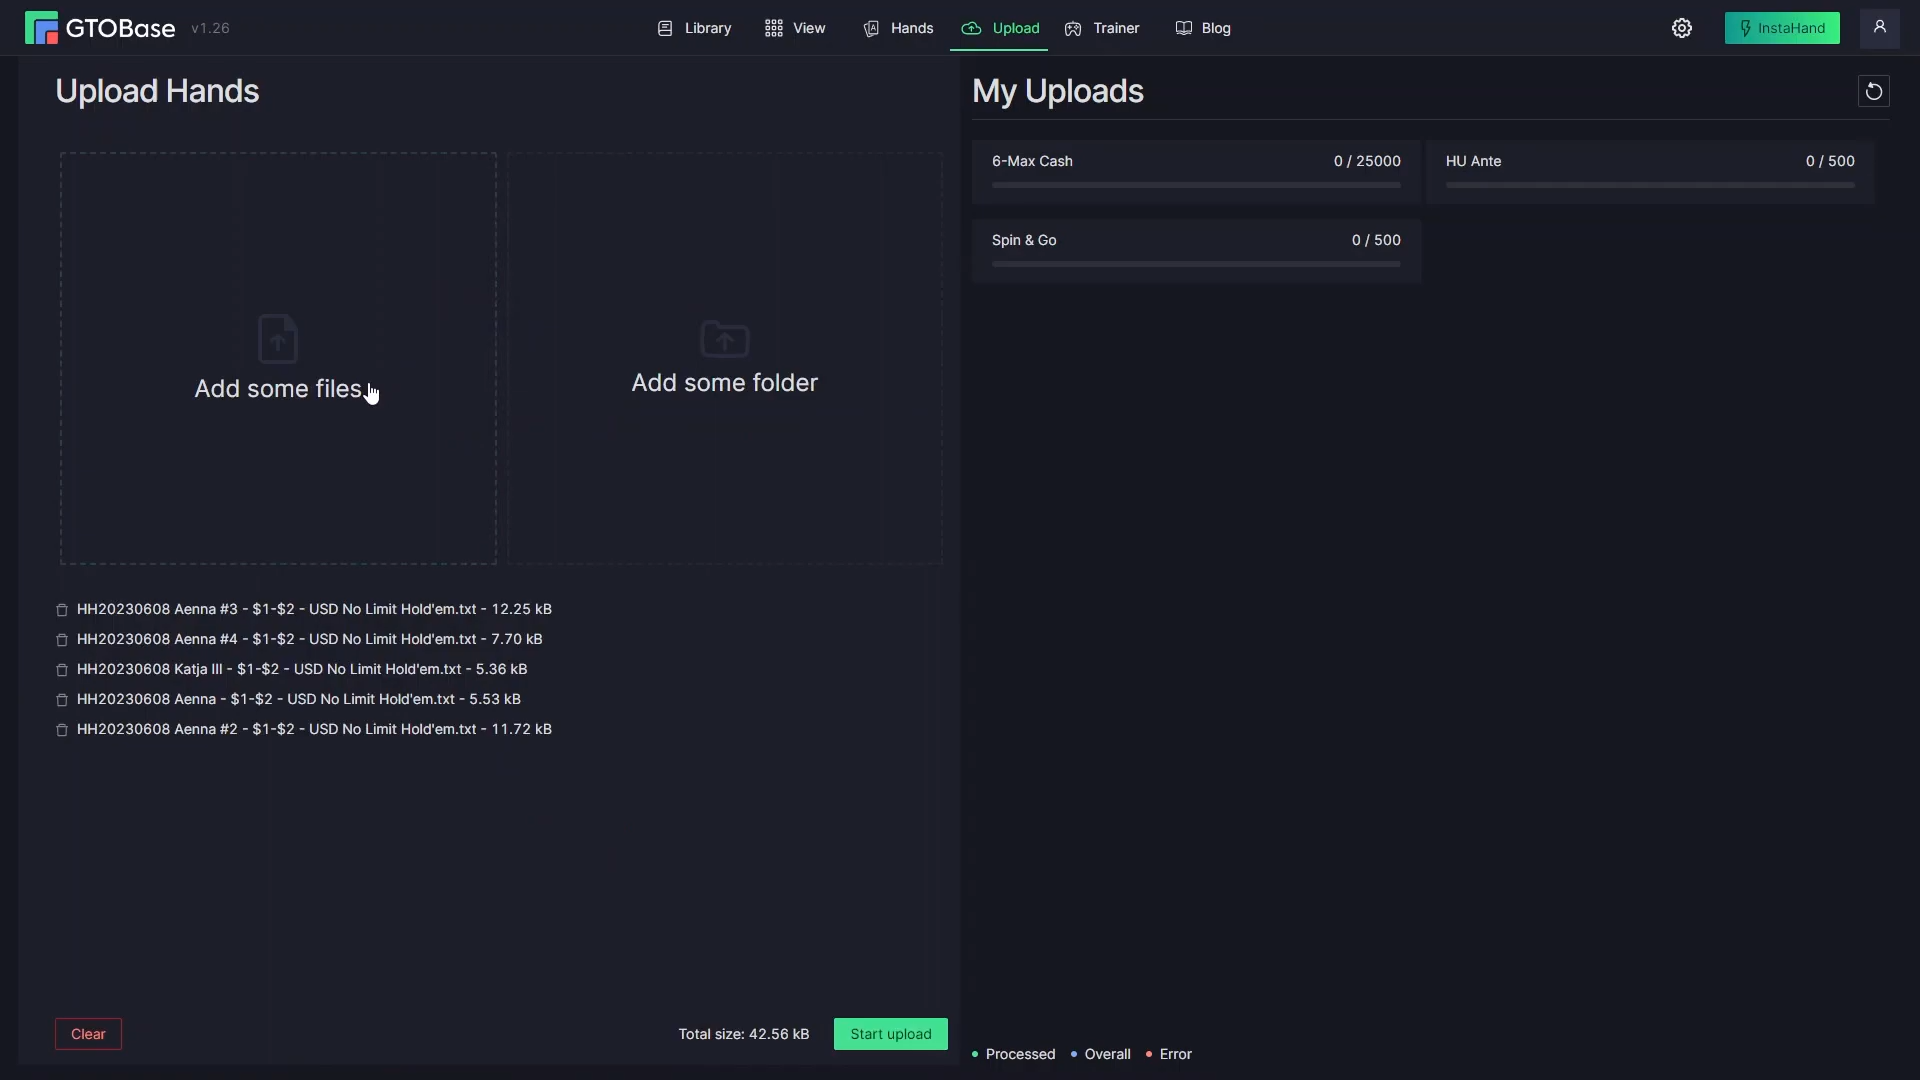 GTOBase v1.26
Library
View
Hands
Upload
Trainer
Blog
InstaHand
Upload Hands
Add some files
Add some folder
HH20230608 Aenna #3 - $1-$2 - USD No Limit Hold'em.txt - 12.25 kB
HH20230608 Aenna #4 - $1-$2 - USD No Limit Hold'em.txt - 7.70 kB
HH20230608 Katja III - $1-$2 - USD No Limit Hold'em.txt - 5.36 kB
HH20230608 Aenna - $1-$2 - USD No Limit Hold'em.txt - 5.53 kB
HH20230608 Aenna #2 - $1-$2 - USD No Limit Hold'em.txt - 11.72 kB
Clear
Total size: 42.56 kB
Start upload
My Uploads
6-Max Cash 0 / 25000
HU Ante 0 / 500
Spin & Go 0 / 500
Processed
Overall
Error